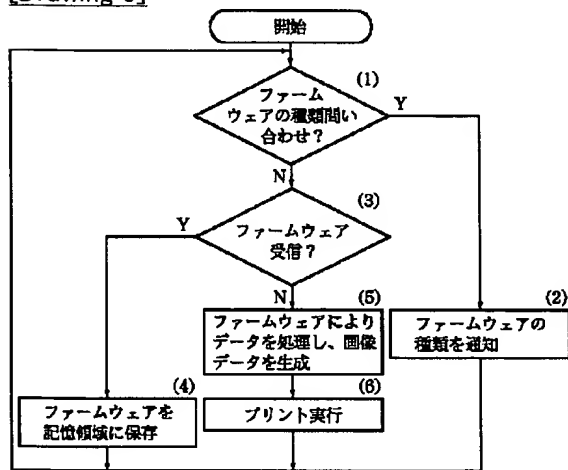 [Drawing 3]
開始
(1)
ファーム
ウェアの種類問い
合わせ？
Y
N
(3)
Y
ファームウェア
受信？
N
(5)
ファームウェアにより
データを処理し、画像
データを生成
(2)
ファームウェアの
種類を通知
(4)
ファームウェアを
記憶領域に保存
(6)
プリント実行